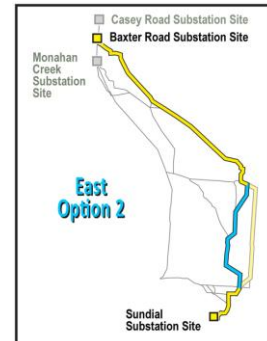 Casey Road Substation Site
Baxter Road Substation Site
Monahan
Creek
Substation
Site
East
Option 2
Sundial
Substation Site